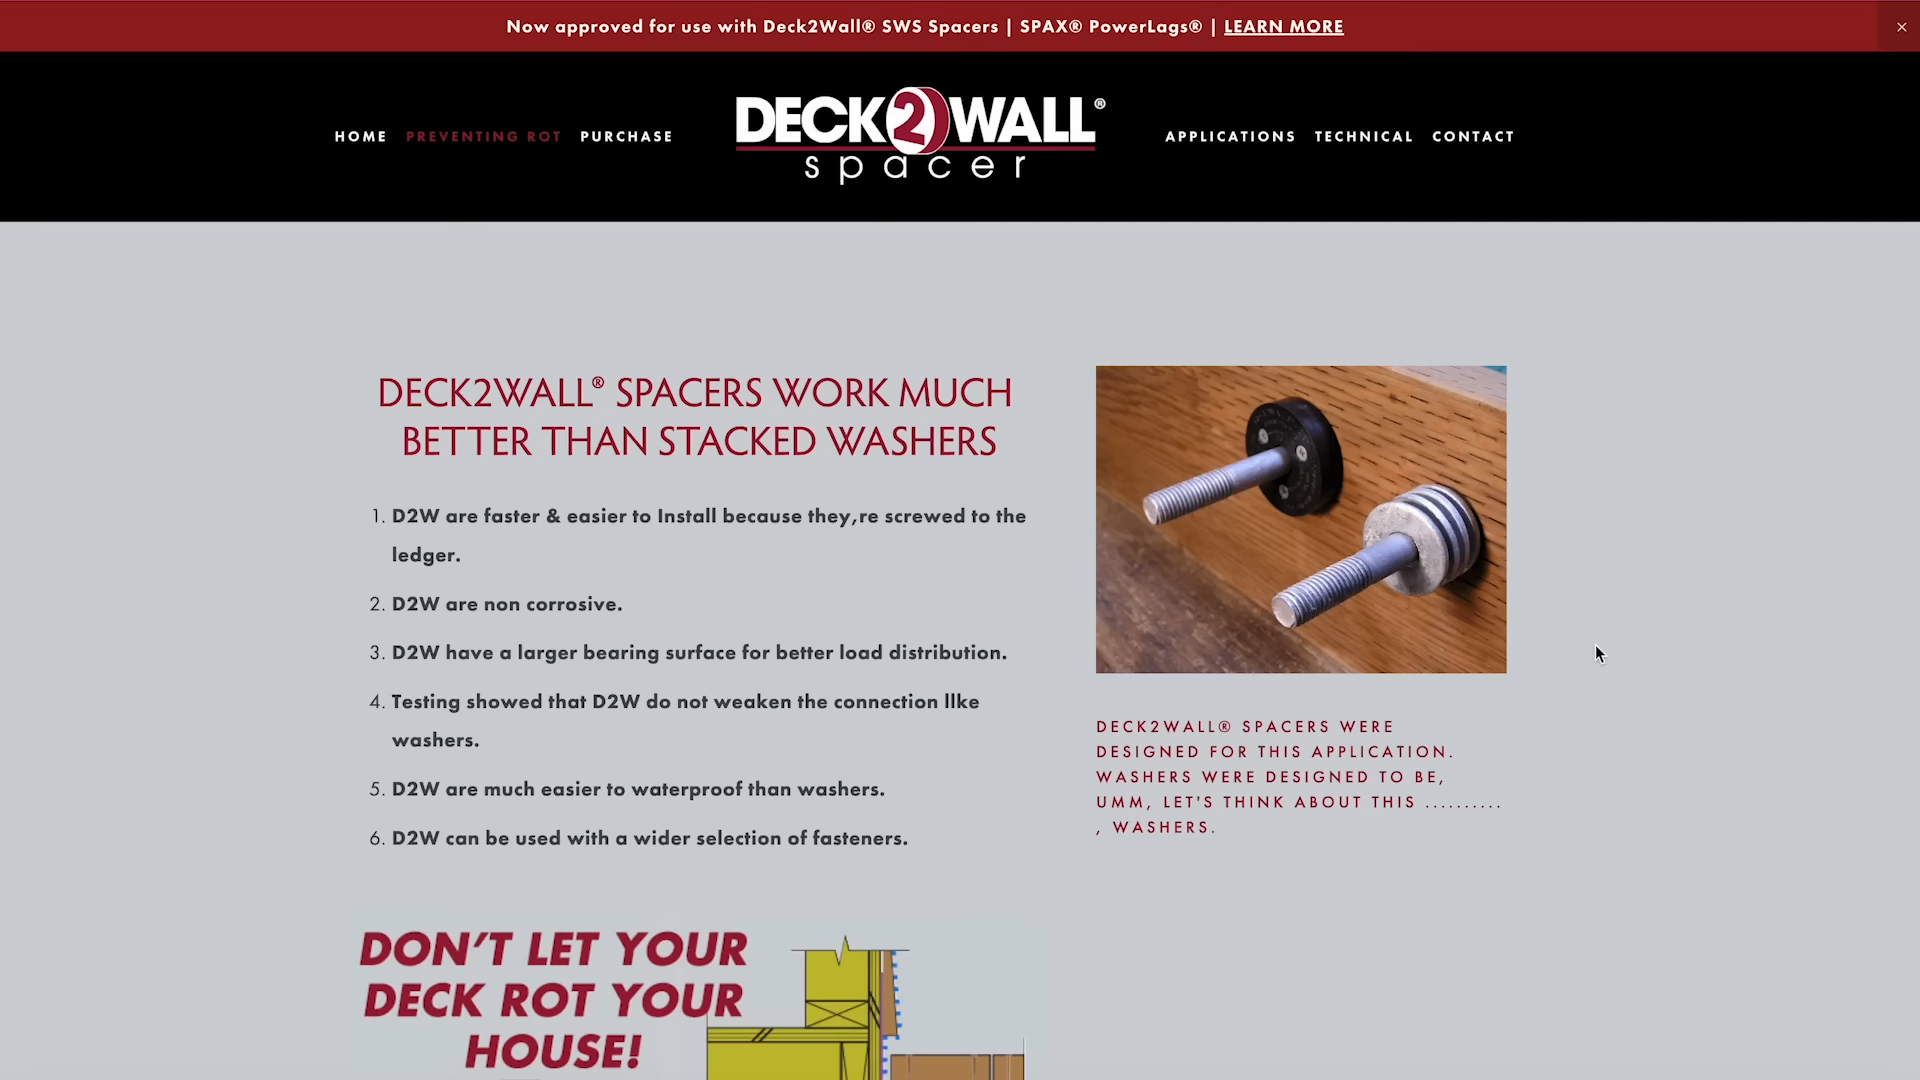 Now approved for use with Deck2Wall® SWS Spacers | SPAX® PowerLags® | LEARN MORE
HOME PREVENTING ROT PURCHASE
DECK2WALL®
spacer
APPLICATIONS TECHNICAL CONTACT
DECK2WALL® SPACERS WORK MUCH
BETTER THAN STACKED WASHERS
1. D2W are faster & easier to Install because they,re screwed to the
ledger.
2. D2W are non corrosive.
3. D2W have a larger bearing surface for better load distribution.
4. Testing showed that D2W do not weaken the connection lIke
washers.
5. D2W are much easier to waterproof than washers.
6. D2W can be used with a wider selection of fasteners.
DECK2WALL® SPACERS WERE
DESIGNED FOR THIS APPLICATION.
WASHERS WERE DESIGNED TO BE,
UMM, LET'S THINK ABOUT THIS ..........
, WASHERS.
DON'T LET YOUR
DECK ROT YOUR
HOUSE!